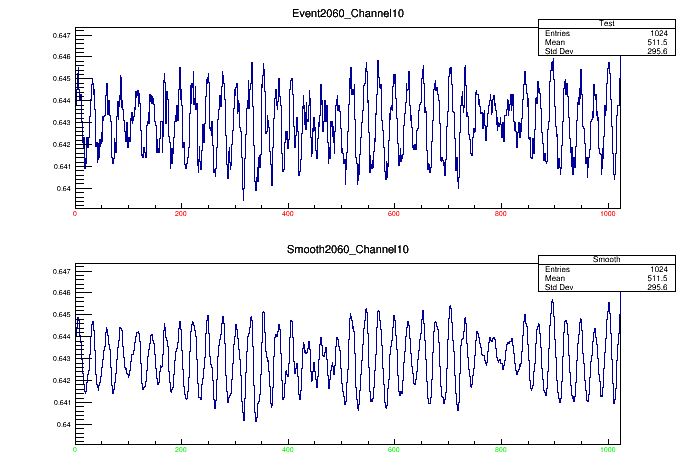 Event2060_Channel10
Test
Entries 1024
Mean 511.5
Std Dev 295.6
0.647
0.646
0.645
0.644
0.643
0.642
0.641
0.64
0 200 400 600 800 1000
Smooth2060_Channel10
Smooth
Entries 1024
Mean 511.5
Std Dev 295.6
0.647
0.646
0.645
0.644
0.643
0.642
0.641
0.64
0 200 400 600 800 1000